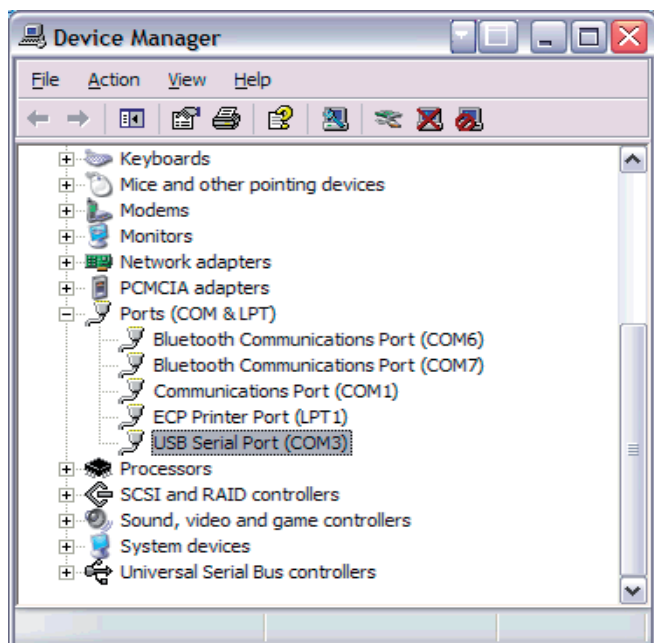 Device Manager
File Action View Help
Keyboards
Mice and other pointing devices
Modems
Monitors
Network adapters
PCMCIA adapters
Ports (COM & LPT)
Bluetooth Communications Port (COM6)
Bluetooth Communications Port (COM7)
Communications Port (COM1)
ECP Printer Port (LPT1)
USB Serial Port (COM3)
Processors
SCSI and RAID controllers
Sound, video and game controllers
System devices
Universal Serial Bus controllers